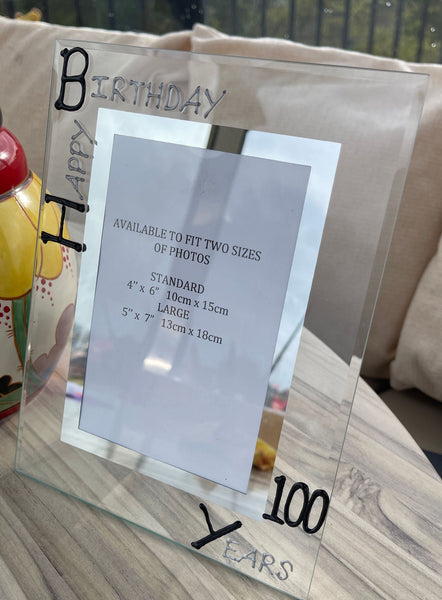 BIRTHDAY
HAPPY
AVAILABLE TO FIT TWO SIZES
OF PHOTOS
STANDARD
4" x 6" 10cm x 15cm
LARGE
5" x 7" 13cm x 18cm
100
YEARS